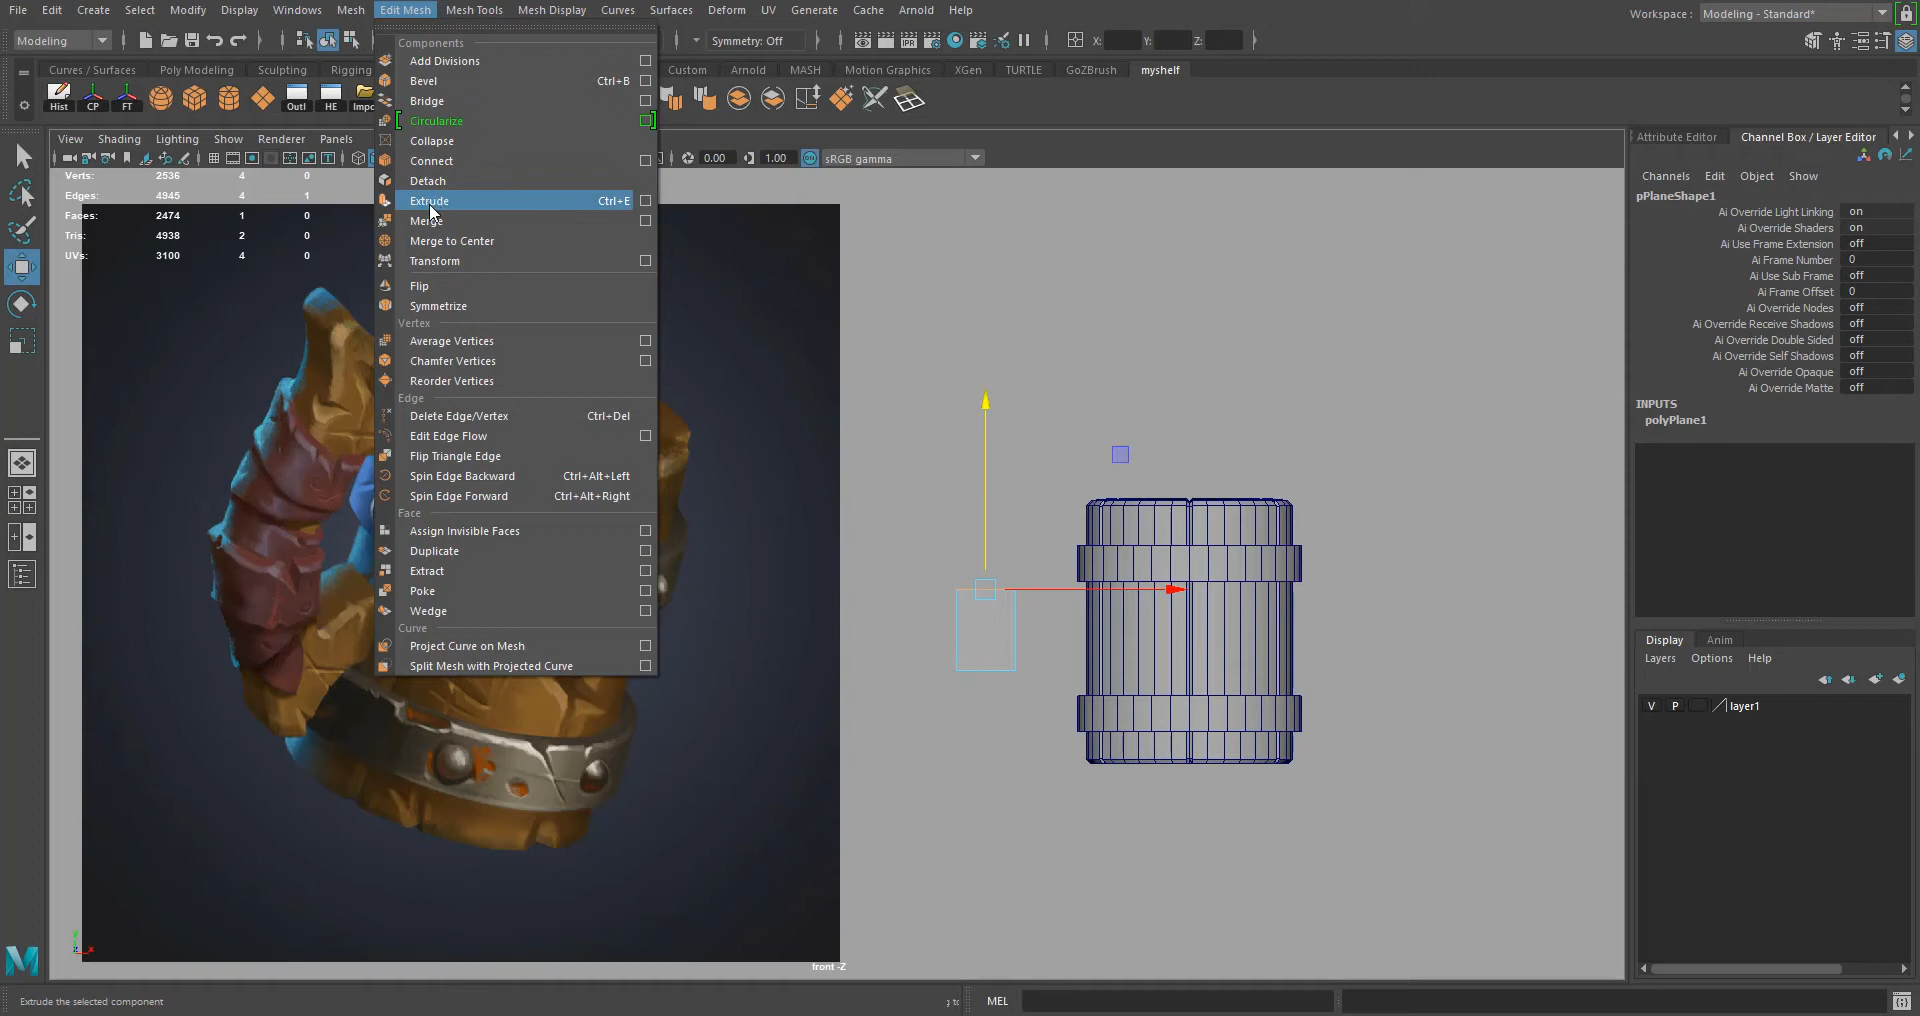 File Edit Create Select Modify Display Windows Mesh Edit Mesh Mesh Tools Mesh Display Curves Surfaces Deform UV Generate Cache Arnold Help
Workspace : Modeling - Standard*
Modeling
Symmetry: Off
X: Y: Z:
Curves / Surfaces Poly Modeling Sculpting Rigging Custom Arnold MASH Motion Graphics XGen TURTLE GoZBrush myshelf
Hist CP FT Outl HE Impo
View Shading Lighting Show Renderer Panels
Attribute Editor Channel Box / Layer Editor
0.00 1.00 sRGB gamma
Verts: 2536 4 0
Edges: 4945 4 1
Faces: 2474 1 0
Tris: 4938 2 0
UVs: 3100 4 0
Components
Add Divisions
Bevel Ctrl+B
Bridge
Circularize
Collapse
Connect
Detach
Extrude Ctrl+E
Merge
Merge to Center
Transform
Flip
Symmetrize
Vertex
Average Vertices
Chamfer Vertices
Reorder Vertices
Edge
Delete Edge/Vertex Ctrl+Del
Edit Edge Flow
Flip Triangle Edge
Spin Edge Backward Ctrl+Alt+Left
Spin Edge Forward Ctrl+Alt+Right
Face
Assign Invisible Faces
Duplicate
Extract
Poke
Wedge
Curve
Project Curve on Mesh
Split Mesh with Projected Curve
Channels Edit Object Show
pPlaneShape1
Ai Override Light Linking on
Ai Override Shaders on
Ai Use Frame Extension off
Ai Frame Number 0
Ai Use Sub Frame off
Ai Frame Offset 0
Ai Override Nodes off
Ai Override Receive Shadows off
Ai Override Double Sided off
Ai Override Self Shadows off
Ai Override Opaque off
Ai Override Matte off
INPUTS
polyPlane1
Display Anim
Layers Options Help
V P layer1
front -Z
Extrude the selected component
MEL